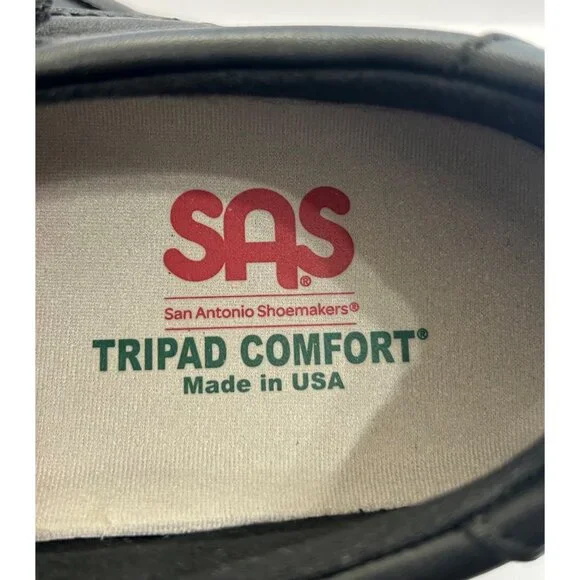 SAS®
San Antonio Shoemakers®
TRIPAD COMFORT®
Made in USA